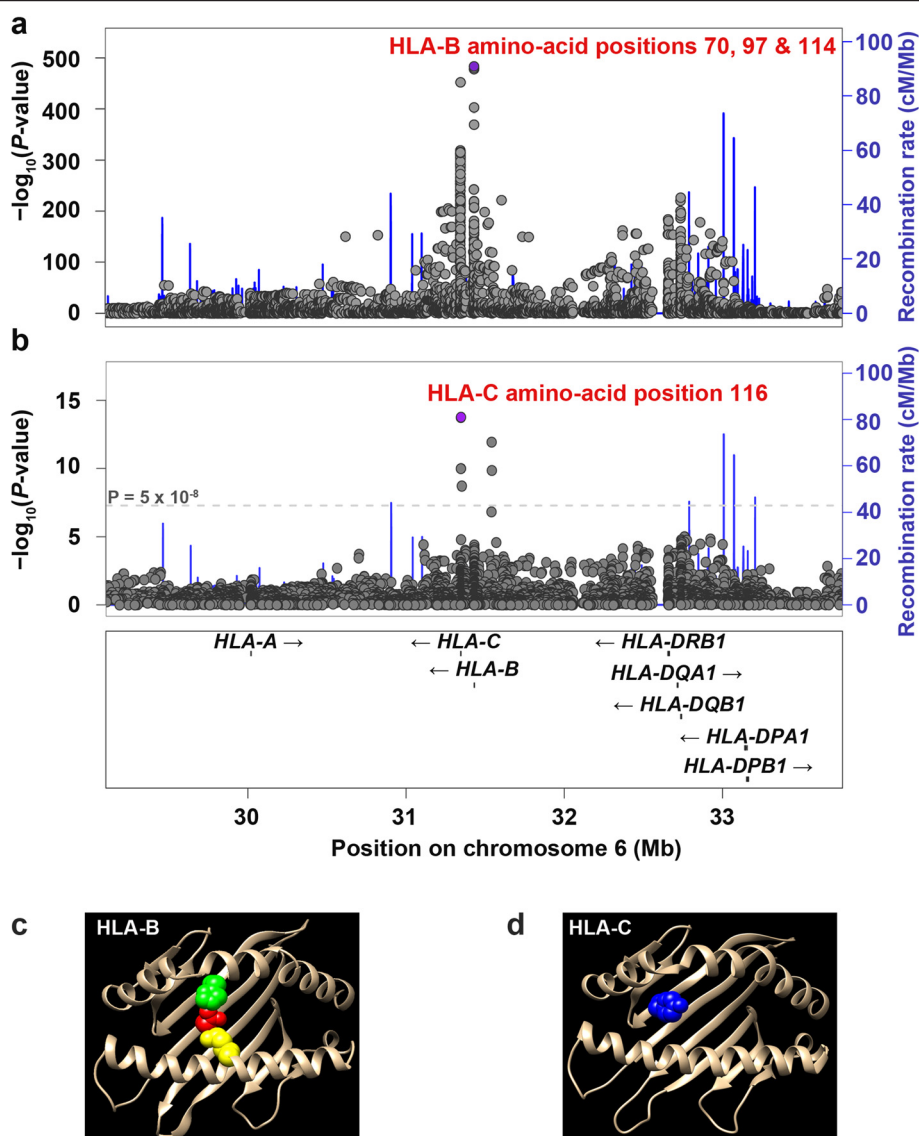 a
HLA-B amino-acid positions 70, 97 & 114
500
400
300
200
100
0
−log10(P-value)
100
80
60
40
20
0
Recombination rate (cM/Mb)
b
HLA-C amino-acid position 116
P = 5 x 10-8
15
10
5
0
−log10(P-value)
100
80
60
40
20
0
Recombination rate (cM/Mb)
HLA-A → ← HLA-C ← HLA-DRB1
← HLA-B HLA-DQA1 →
← HLA-DQB1
← HLA-DPA1
HLA-DPB1 →
30 31 32 33
Position on chromosome 6 (Mb)
c
HLA-B
d
HLA-C